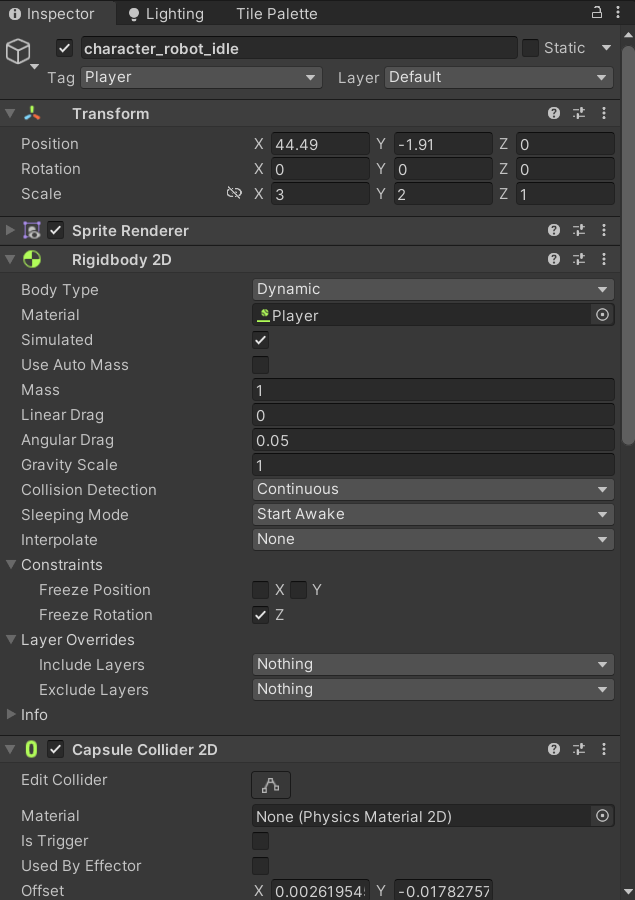 Inspector Lighting Tile Palette
character_robot_idle Static
Tag Player Layer Default
Transform
Position X 44.49 Y -1.91 Z 0
Rotation X 0 Y 0 Z 0
Scale X 3 Y 2 Z 1
Sprite Renderer
Rigidbody 2D
Body Type Dynamic
Material Player
Simulated
Use Auto Mass
Mass 1
Linear Drag 0
Angular Drag 0.05
Gravity Scale 1
Collision Detection Continuous
Sleeping Mode Start Awake
Interpolate None
Constraints
Freeze Position X Y
Freeze Rotation Z
Layer Overrides
Include Layers Nothing
Exclude Layers Nothing
Info
Capsule Collider 2D
Edit Collider
Material None (Physics Material 2D)
Is Trigger
Used By Effector
Offset X 0.002619545 Y -0.01782757